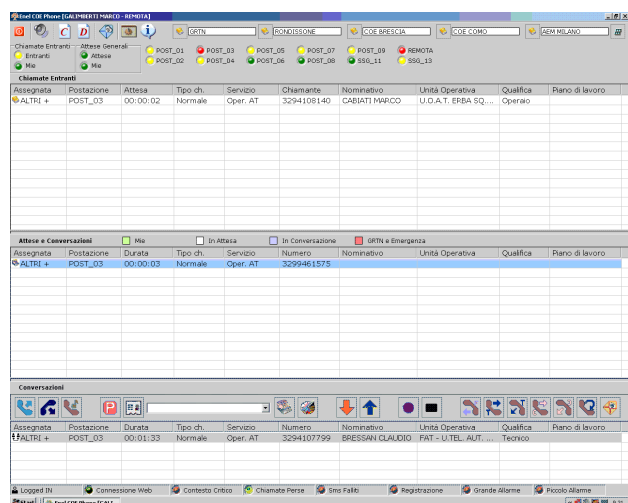 Enel COE Phone [GALIMBERTI MARCO - REMOTA]
GRTN RONDISSONE COE BRESCIA COE COMO AEM MILANO
Chiamate Entranti Attese Generali
Entranti Attese
Mie Mie
POST_01 POST_03 POST_05 POST_07 POST_09 REMOTA
POST_02 POST_04 POST_06 POST_08 SSG_11 SSG_13
Chiamate Entranti
Assegnata Postazione Attesa Tipo ch. Servizio Chiamante Nominativo Unità Operativa Qualifica Piano di lavoro
ALTRI + POST_03 00:00:02 Normale Oper. AT 3294108140 CABIATI MARCO U.O.A.T. ERBA SQ.... Operaio
Attese e Conversazioni Mie In Attesa In Conversazione GRTN e Emergenza
Assegnata Postazione Durata Tipo ch. Servizio Numero Nominativo Unità Operativa Qualifica Piano di lavoro
ALTRI + POST_03 00:00:03 Normale Oper. AT 3299461575
Conversazioni
Assegnata Postazione Durata Tipo ch. Servizio Numero Nominativo Unità Operativa Qualifica Piano di lavoro
ALTRI + POST_03 00:01:33 Normale Oper. AT 3294107799 BRESSAN CLAUDIO FAT - U.TEL. AUT. ... Tecnico
Logged IN Connessione Web Contesto Critico Chiamate Perse Sms Falliti Registrazione Grande Allarme Piccolo Allarme